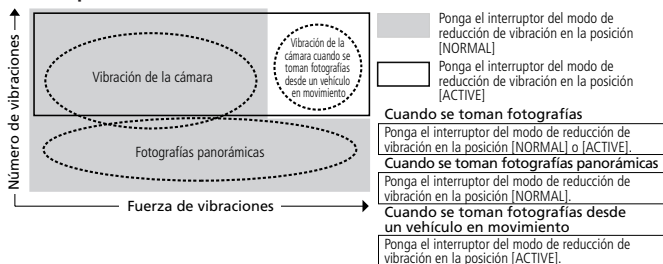 Número de vibraciones
Vibración de la cámara
Vibración de la
cámara cuando se
toman fotografías
desde un vehículo
en movimiento
Fotografías panorámicas
Fuerza de vibraciones
Ponga el interruptor del modo de
reducción de vibración en la posición
[NORMAL]
Ponga el interruptor del modo de
reducción de vibración en la posición
[ACTIVE]
Cuando se toman fotografías
Ponga el interruptor del modo de reducción de
vibración en la posición [NORMAL] o [ACTIVE].
Cuando se toman fotografías panorámicas
Ponga el interruptor del modo de reducción de
vibración en la posición [NORMAL].
Cuando se toman fotografías desde
un vehículo en movimiento
Ponga el interruptor del modo de reducción de
vibración en la posición [ACTIVE].